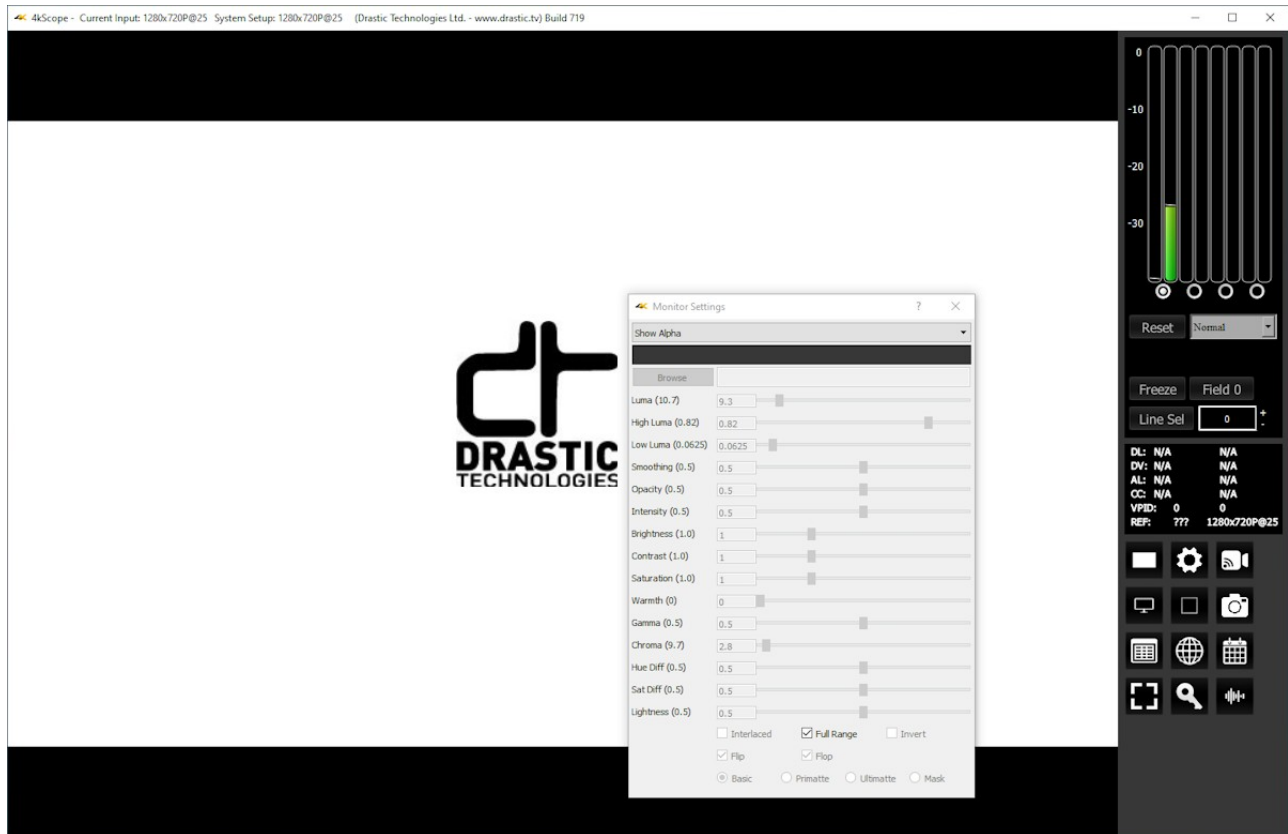 4kScope - Current Input: 1280x720P@25 System Setup: 1280x720P@25 (Drastic Technologies Ltd. - www.drastic.tv) Build 719
0
-10
-20
-30
Reset Normal
Freeze Field 0
Line Sel 0 + -
DL: N/A N/A
DV: N/A N/A
AL: N/A N/A
CC: N/A N/A
VPID: 0 0
REF: ??? 1280x720P@25
dt
DRASTIC
TECHNOLOGIES
4K Monitor Settings ?
Show Alpha
Browse
Luma (10.7) 9.3
High Luma (0.82) 0.82
Low Luma (0.0625) 0.0625
Smoothing (0.5) 0.5
Opacity (0.5) 0.5
Intensity (0.5) 0.5
Brightness (1.0) 1
Contrast (1.0) 1
Saturation (1.0) 1
Warmth (0) 0
Gamma (0.5) 0.5
Chroma (9.7) 2.8
Hue Diff (0.5) 0.5
Sat Diff (0.5) 0.5
Lightness (0.5) 0.5
Interlaced Full Range Invert
Flip Flop
Basic Primatte Ultimatte Mask